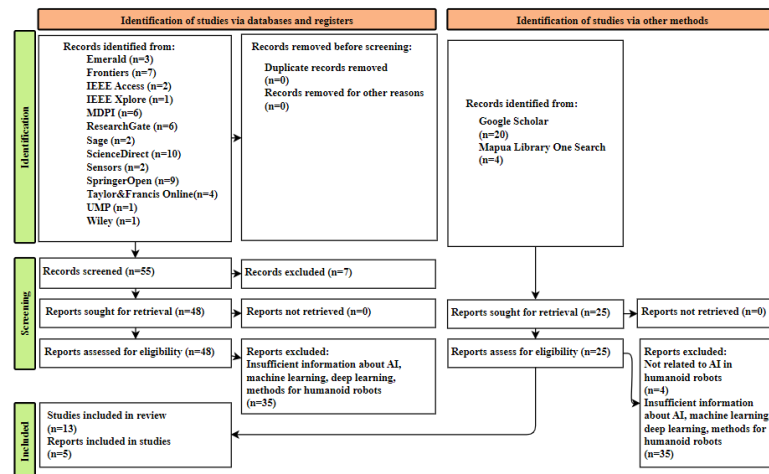 Identification of studies via databases and registers
Identification of studies via other methods
Identification
Records identified from:
Emerald (n=3)
Frontiers (n=7)
IEEE Access (n=2)
IEEE Xplore (n=1)
MDPI (n=6)
ResearchGate (n=6)
Sage (n=2)
ScienceDirect (n=10)
Sensors (n=2)
SpringerOpen (n=9)
Taylor&Francis Online(n=4)
UMP (n=1)
Wiley (n=1)
Records removed before screening:
Duplicate records removed
(n=0)
Records removed for other reasons
(n=0)
Records identified from:
Google Scholar
(n=20)
Mapua Library One Search
(n=4)
Screening
Records screened (n=55)
Records excluded (n=7)
Reports sought for retrieval (n=48)
Reports not retrieved (n=0)
Reports sought for retrieval (n=25)
Reports not retrieved (n=0)
Reports assessed for eligibility (n=48)
Reports excluded:
Insufficient information about AI,
machine learning, deep learning,
methods for humanoid robots
(n=35)
Reports assess for eligibility (n=25)
Reports excluded:
Not related to AI in
humanoid robots
(n=4)
Insufficient information
about AI, machine learning
deep learning, methods for
humanoid robots
(n=35)
Included
Studies included in review
(n=13)
Reports included in studies
(n=5)